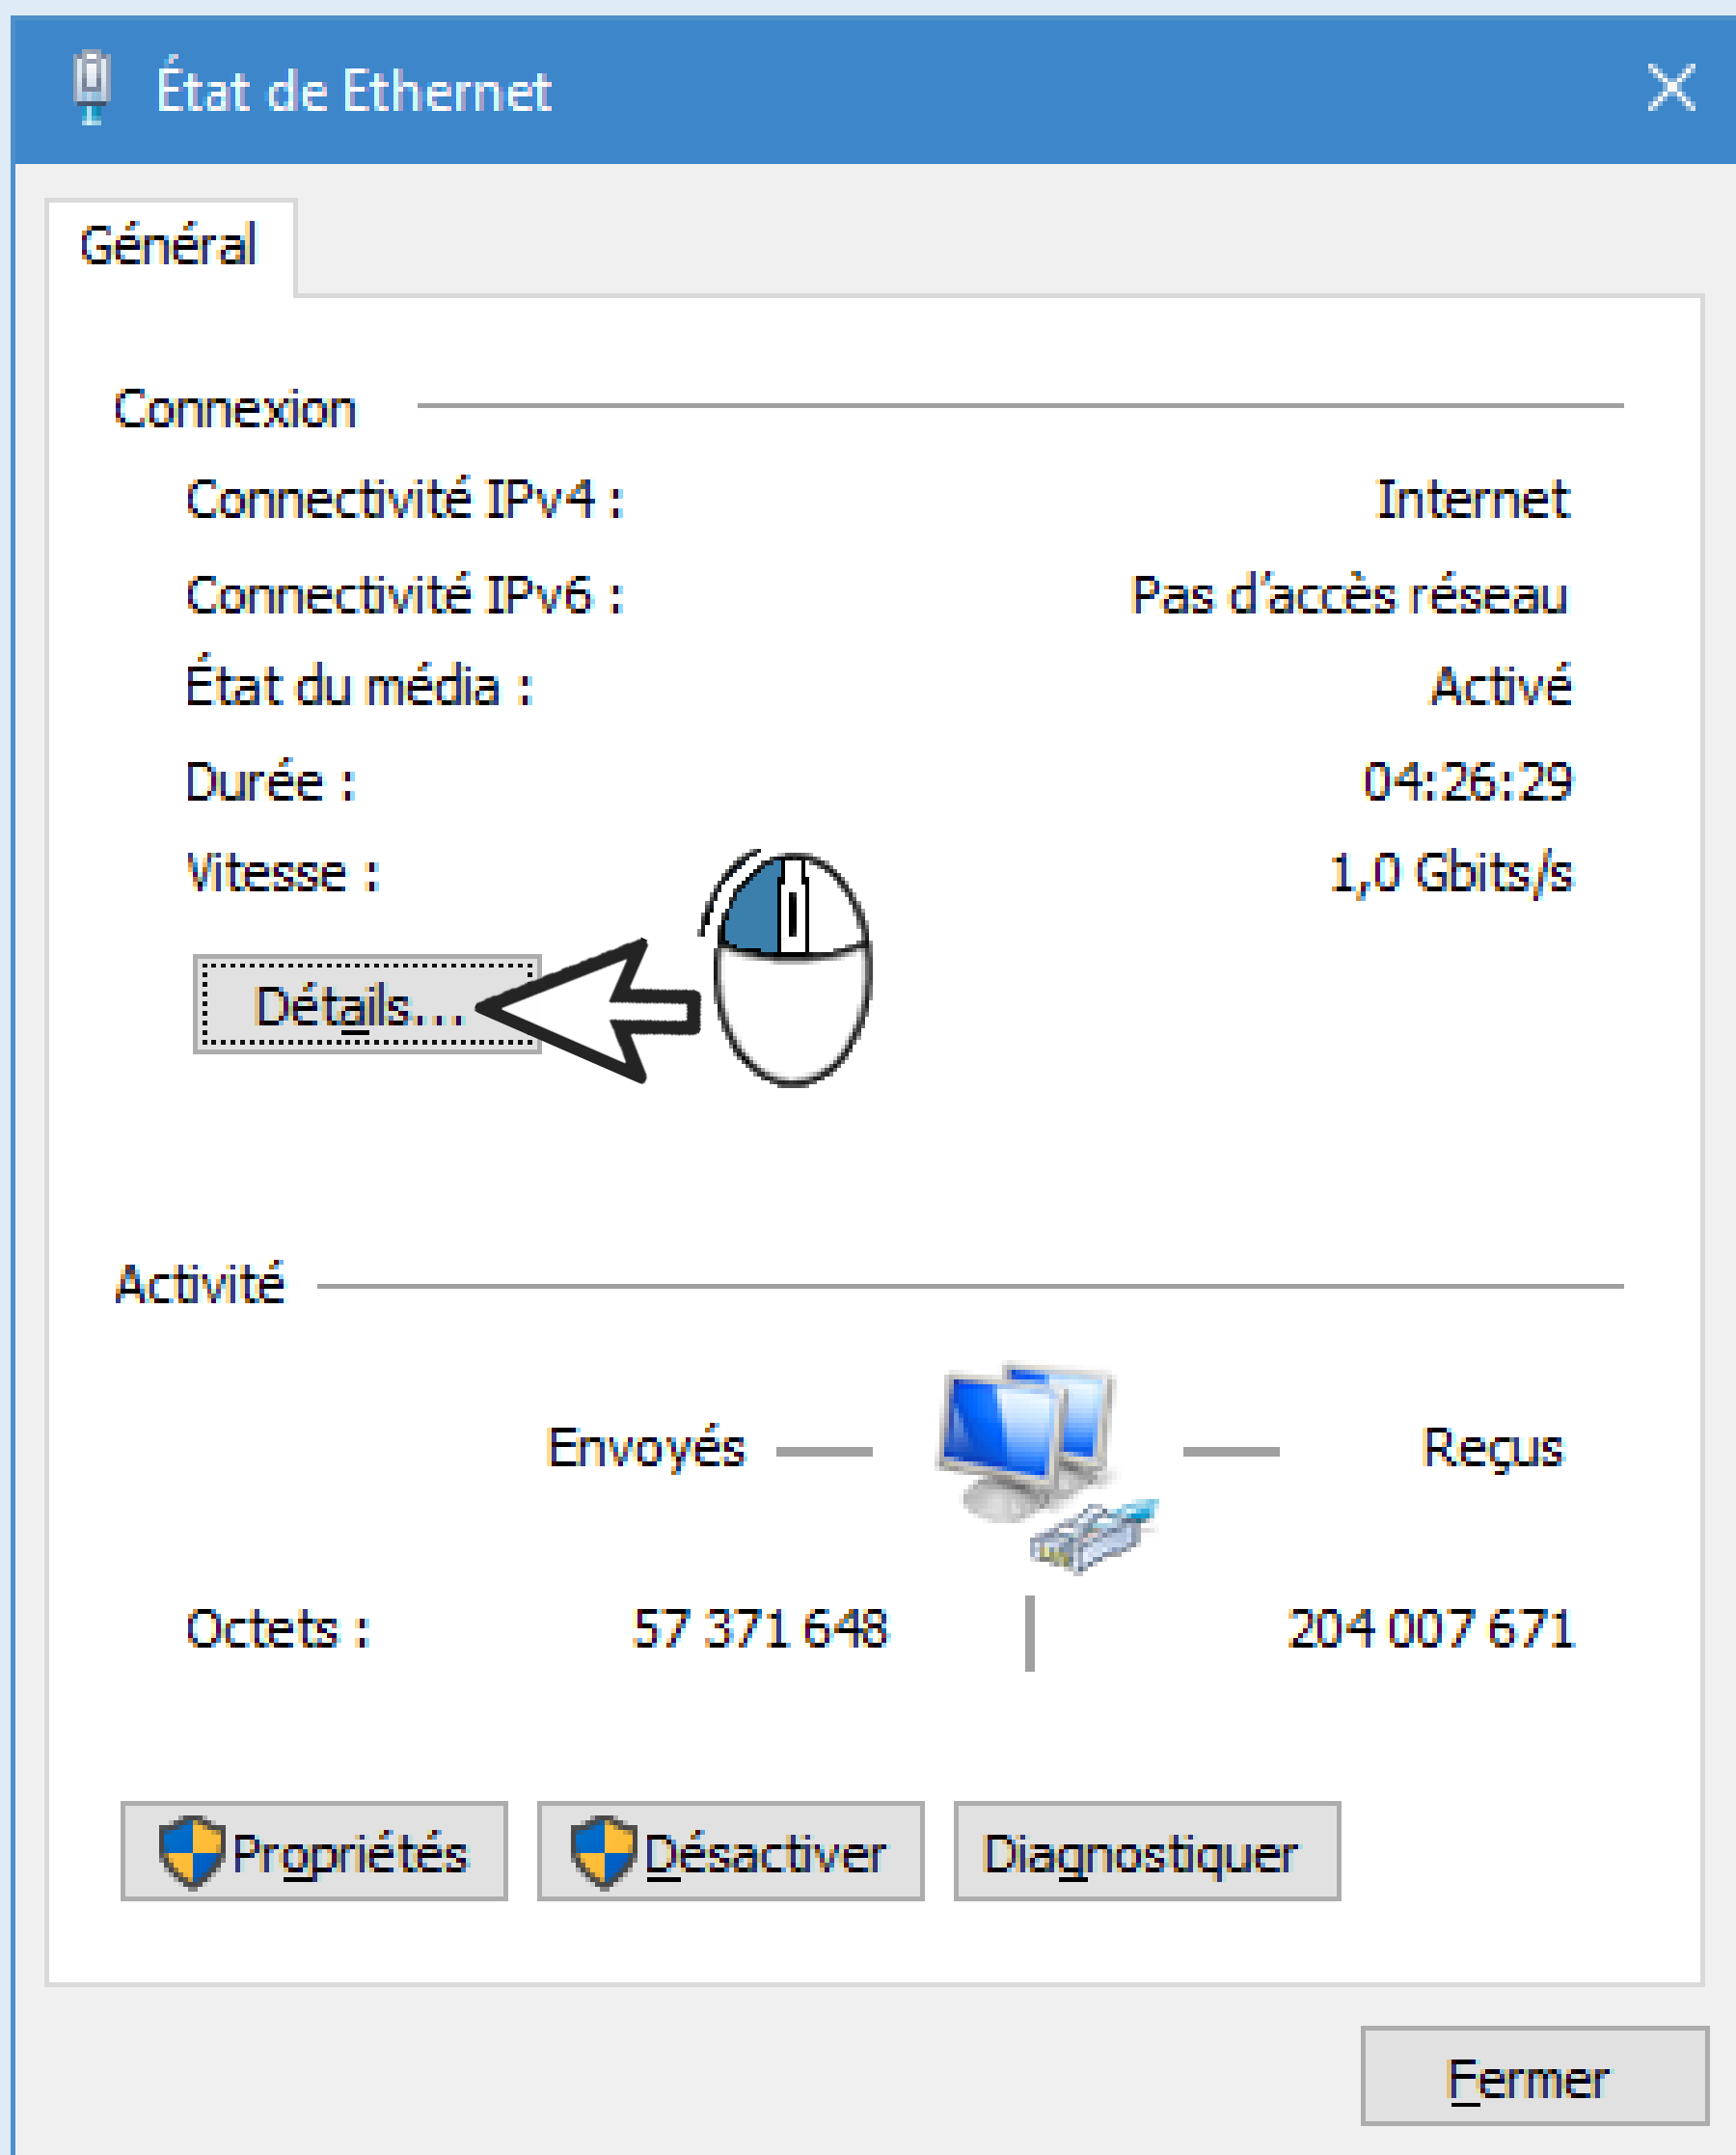 État de Ethernet
Général
Connexion
Connectivité IPv4 : Internet
Connectivité IPv6 : Pas d'accès réseau
État du média : Activé
Durée : 04:26:29
Vitesse : 1,0 Gbits/s
Détails...
Activité
Envoyés — — Reçus
Octets : 57 371 648 | 204 007 671
Propriétés Désactiver Diagnostiquer
Fermer